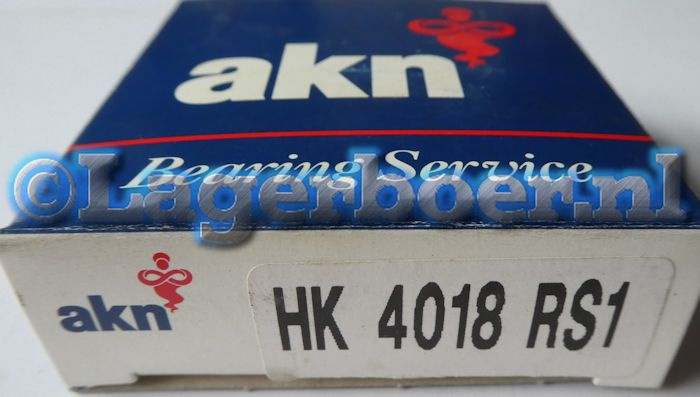 akn
Bearing Service
©Lagerboer.nl
akn
HK 4018 RS1